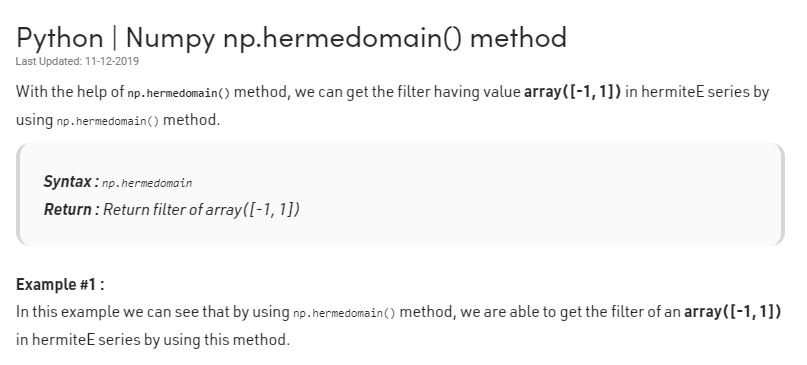 Python | Numpy np.hermedomain() method
Last Updated: 11-12-2019
With the help of np.hermedomain() method, we can get the filter having value array([-1, 1]) in hermiteE series by
using np.hermedomain() method.
Syntax : np.hermedomain
Return : Return filter of array([-1, 1])
Example #1 :
In this example we can see that by using np.hermedomain() method, we are able to get the filter of an array([-1, 1])
in hermiteE series by using this method.